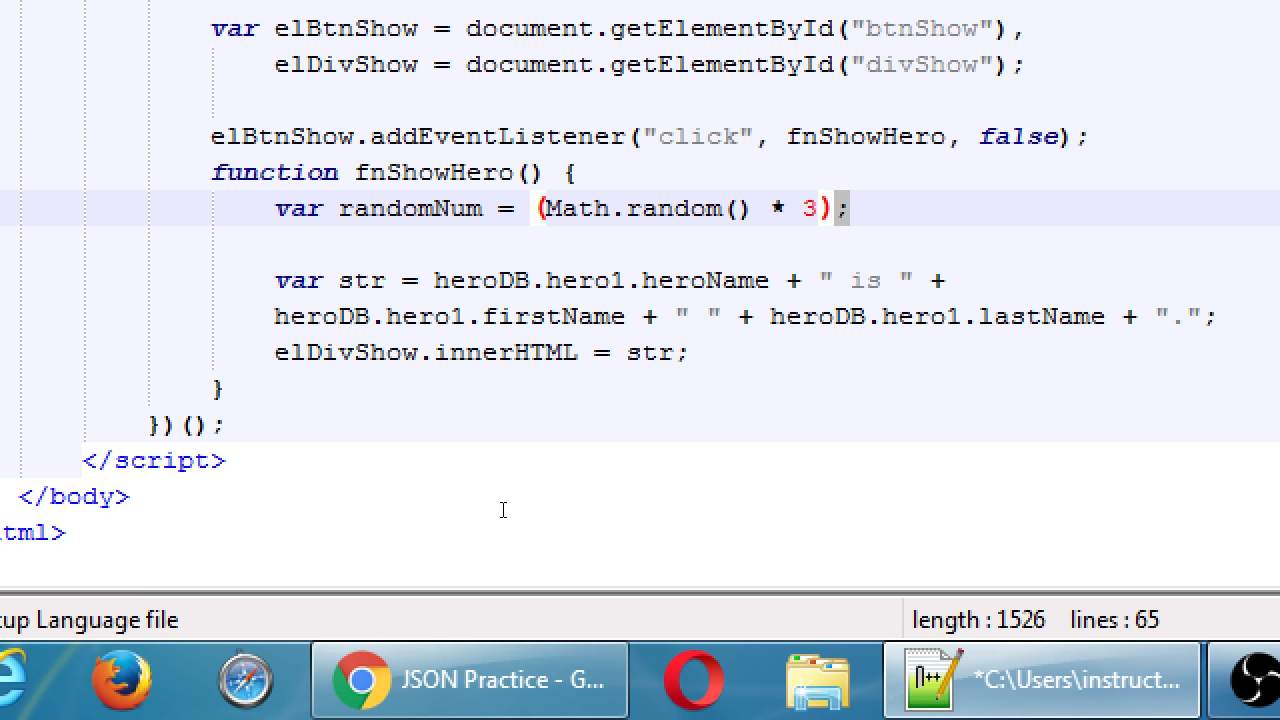 var elBtnShow = document.getElementById("btnShow"),
elDivShow = document.getElementById("divShow");
elBtnShow.addEventListener("click", fnShowHero, false);
function fnShowHero() {
var randomNum = (Math.random() * 3);
var str = heroDB.hero1.heroName + " is " +
heroDB.hero1.firstName + " " + heroDB.hero1.lastName + ".";
elDivShow.innerHTML = str;
}
})();
</script>
</body>
tml>
tup Language file length : 1526 lines : 65
JSON Practice - G... *C:\Users\instruct...